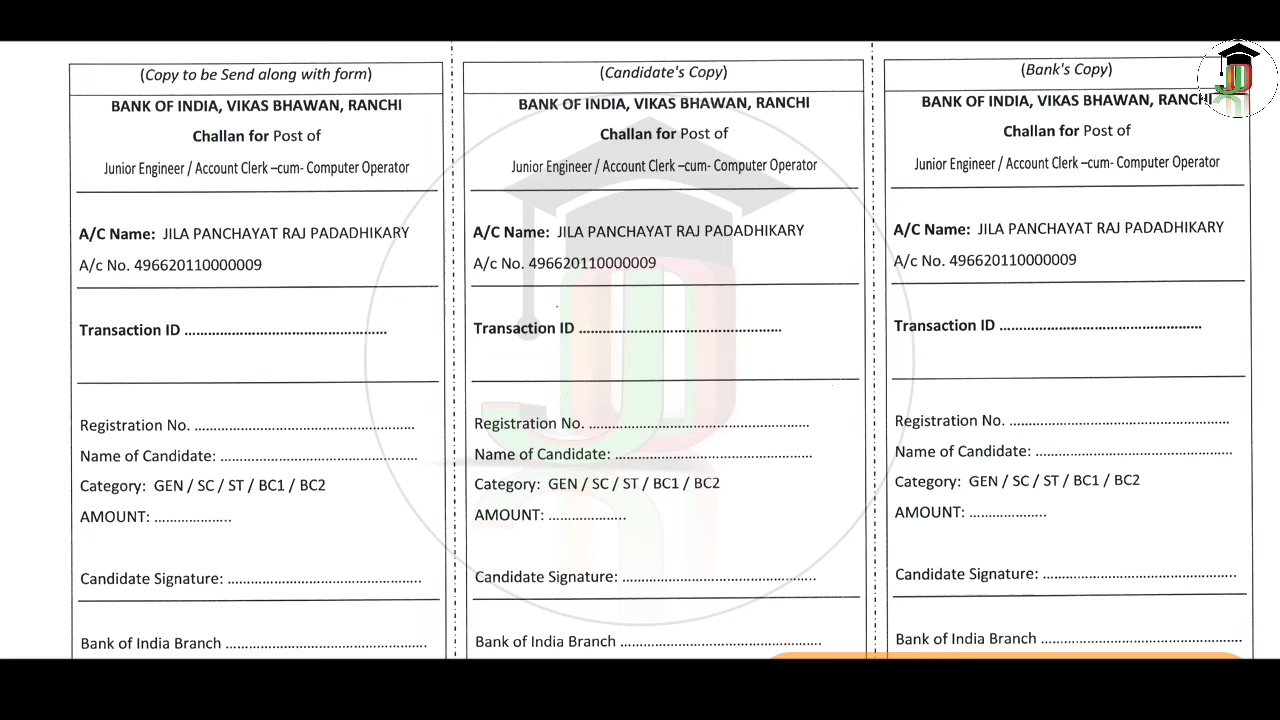 (Copy to be Send along with form)
BANK OF INDIA, VIKAS BHAWAN, RANCHI
Challan for Post of
Junior Engineer / Account Clerk –cum- Computer Operator
A/C Name: JILA PANCHAYAT RAJ PADADHIKARY
A/c No. 496620110000009
Transaction ID ....................................................
Registration No. ........................................................
Name of Candidate: ..................................................
Category: GEN / SC / ST / BC1 / BC2
AMOUNT: ....................
Candidate Signature: .................................................
Bank of India Branch ...................................................
(Candidate's Copy)
BANK OF INDIA, VIKAS BHAWAN, RANCHI
Challan for Post of
Junior Engineer / Account Clerk –cum- Computer Operator
A/C Name: JILA PANCHAYAT RAJ PADADHIKARY
A/c No. 496620110000009
Transaction ID ....................................................
Registration No. ........................................................
Name of Candidate: ..................................................
Category: GEN / SC / ST / BC1 / BC2
AMOUNT: ....................
Candidate Signature: .................................................
Bank of India Branch ...................................................
(Bank's Copy)
BANK OF INDIA, VIKAS BHAWAN, RANCHI
Challan for Post of
Junior Engineer / Account Clerk –cum- Computer Operator
A/C Name: JILA PANCHAYAT RAJ PADADHIKARY
A/c No. 496620110000009
Transaction ID ....................................................
Registration No. ........................................................
Name of Candidate: ..................................................
Category: GEN / SC / ST / BC1 / BC2
AMOUNT: ....................
Candidate Signature: .................................................
Bank of India Branch ...................................................